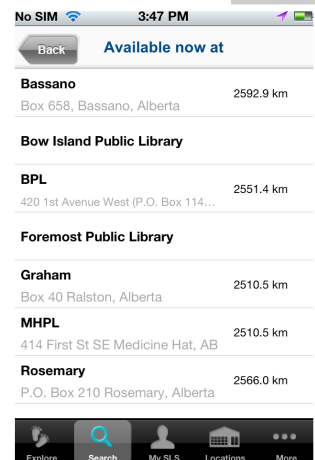 No SIM 3:47 PM
Back Available now at
Bassano
2592.9 km
Box 658, Bassano, Alberta
Bow Island Public Library
BPL
2551.4 km
420 1st Avenue West (P.O. Box 114...
Foremost Public Library
Graham
2510.5 km
Box 40 Ralston, Alberta
MHPL
2510.5 km
414 First St SE Medicine Hat, AB
Rosemary
2566.0 km
P.O. Box 210 Rosemary, Alberta
Explore Search My SLS Locations More